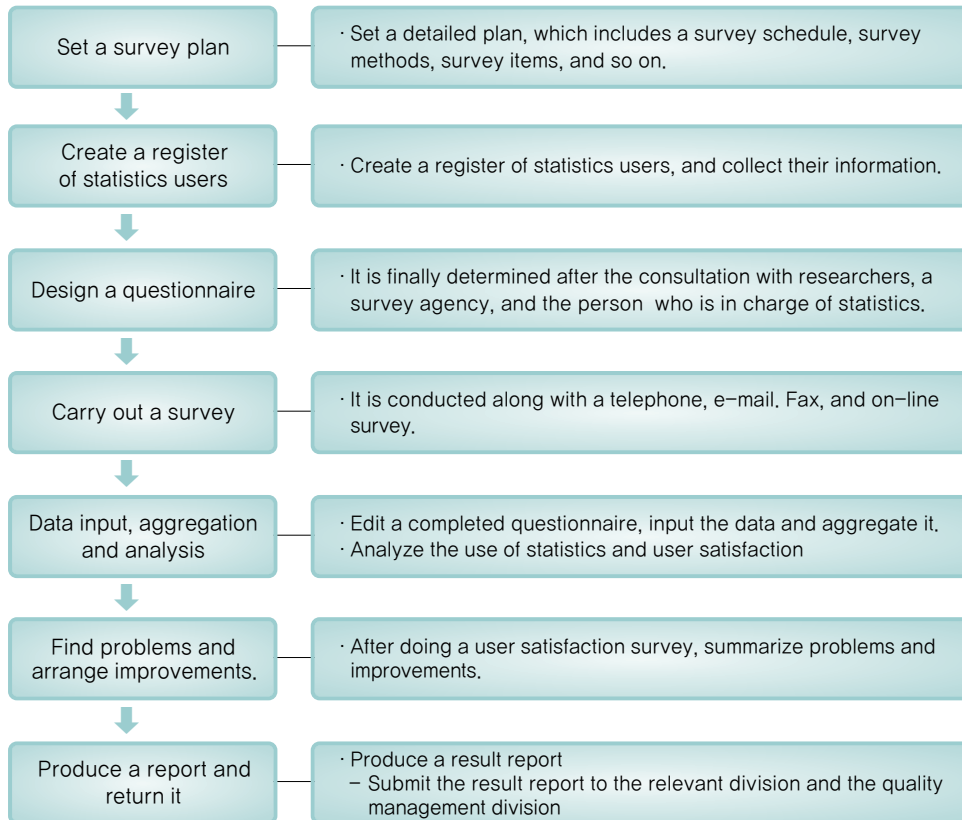 Set a survey plan
· Set a detailed plan, which includes a survey schedule, survey
methods, survey items, and so on.
Create a register
of statistics users
· Create a register of statistics users, and collect their information.
Design a questionnaire
· It is finally determined after the consultation with researchers, a
survey agency, and the person who is in charge of statistics.
Carry out a survey
· It is conducted along with a telephone, e-mail. Fax, and on-line
survey.
Data input, aggregation
and analysis
· Edit a completed questionnaire, input the data and aggregate it.
· Analyze the use of statistics and user satisfaction
Find problems and
arrange improvements.
· After doing a user satisfaction survey, summarize problems and
improvements.
Produce a report and
return it
· Produce a result report
– Submit the result report to the relevant division and the quality
management division